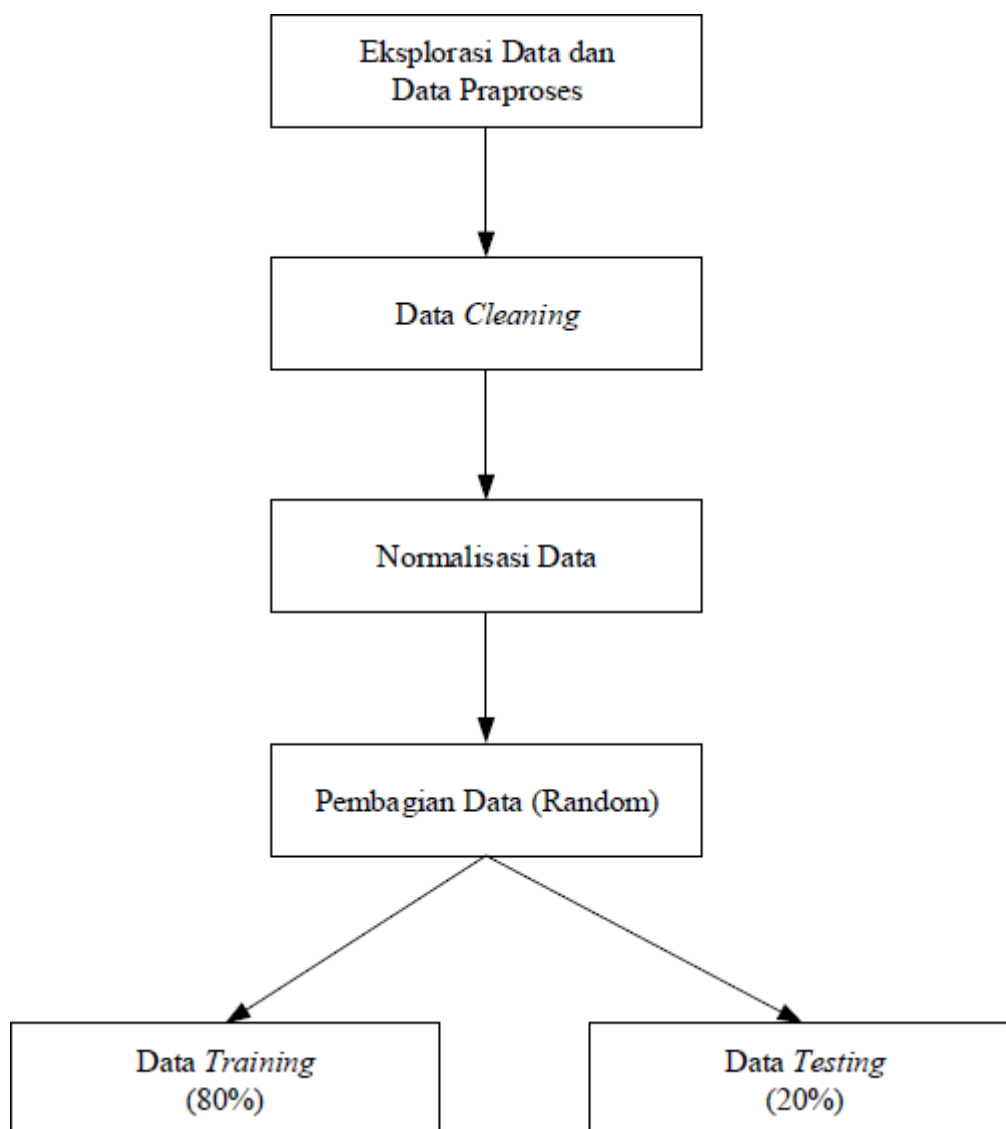 Eksplorasi Data dan
Data Praproses
Data Cleaning
Normalisasi Data
Pembagian Data (Random)
Data Training
(80%)
Data Testing
(20%)